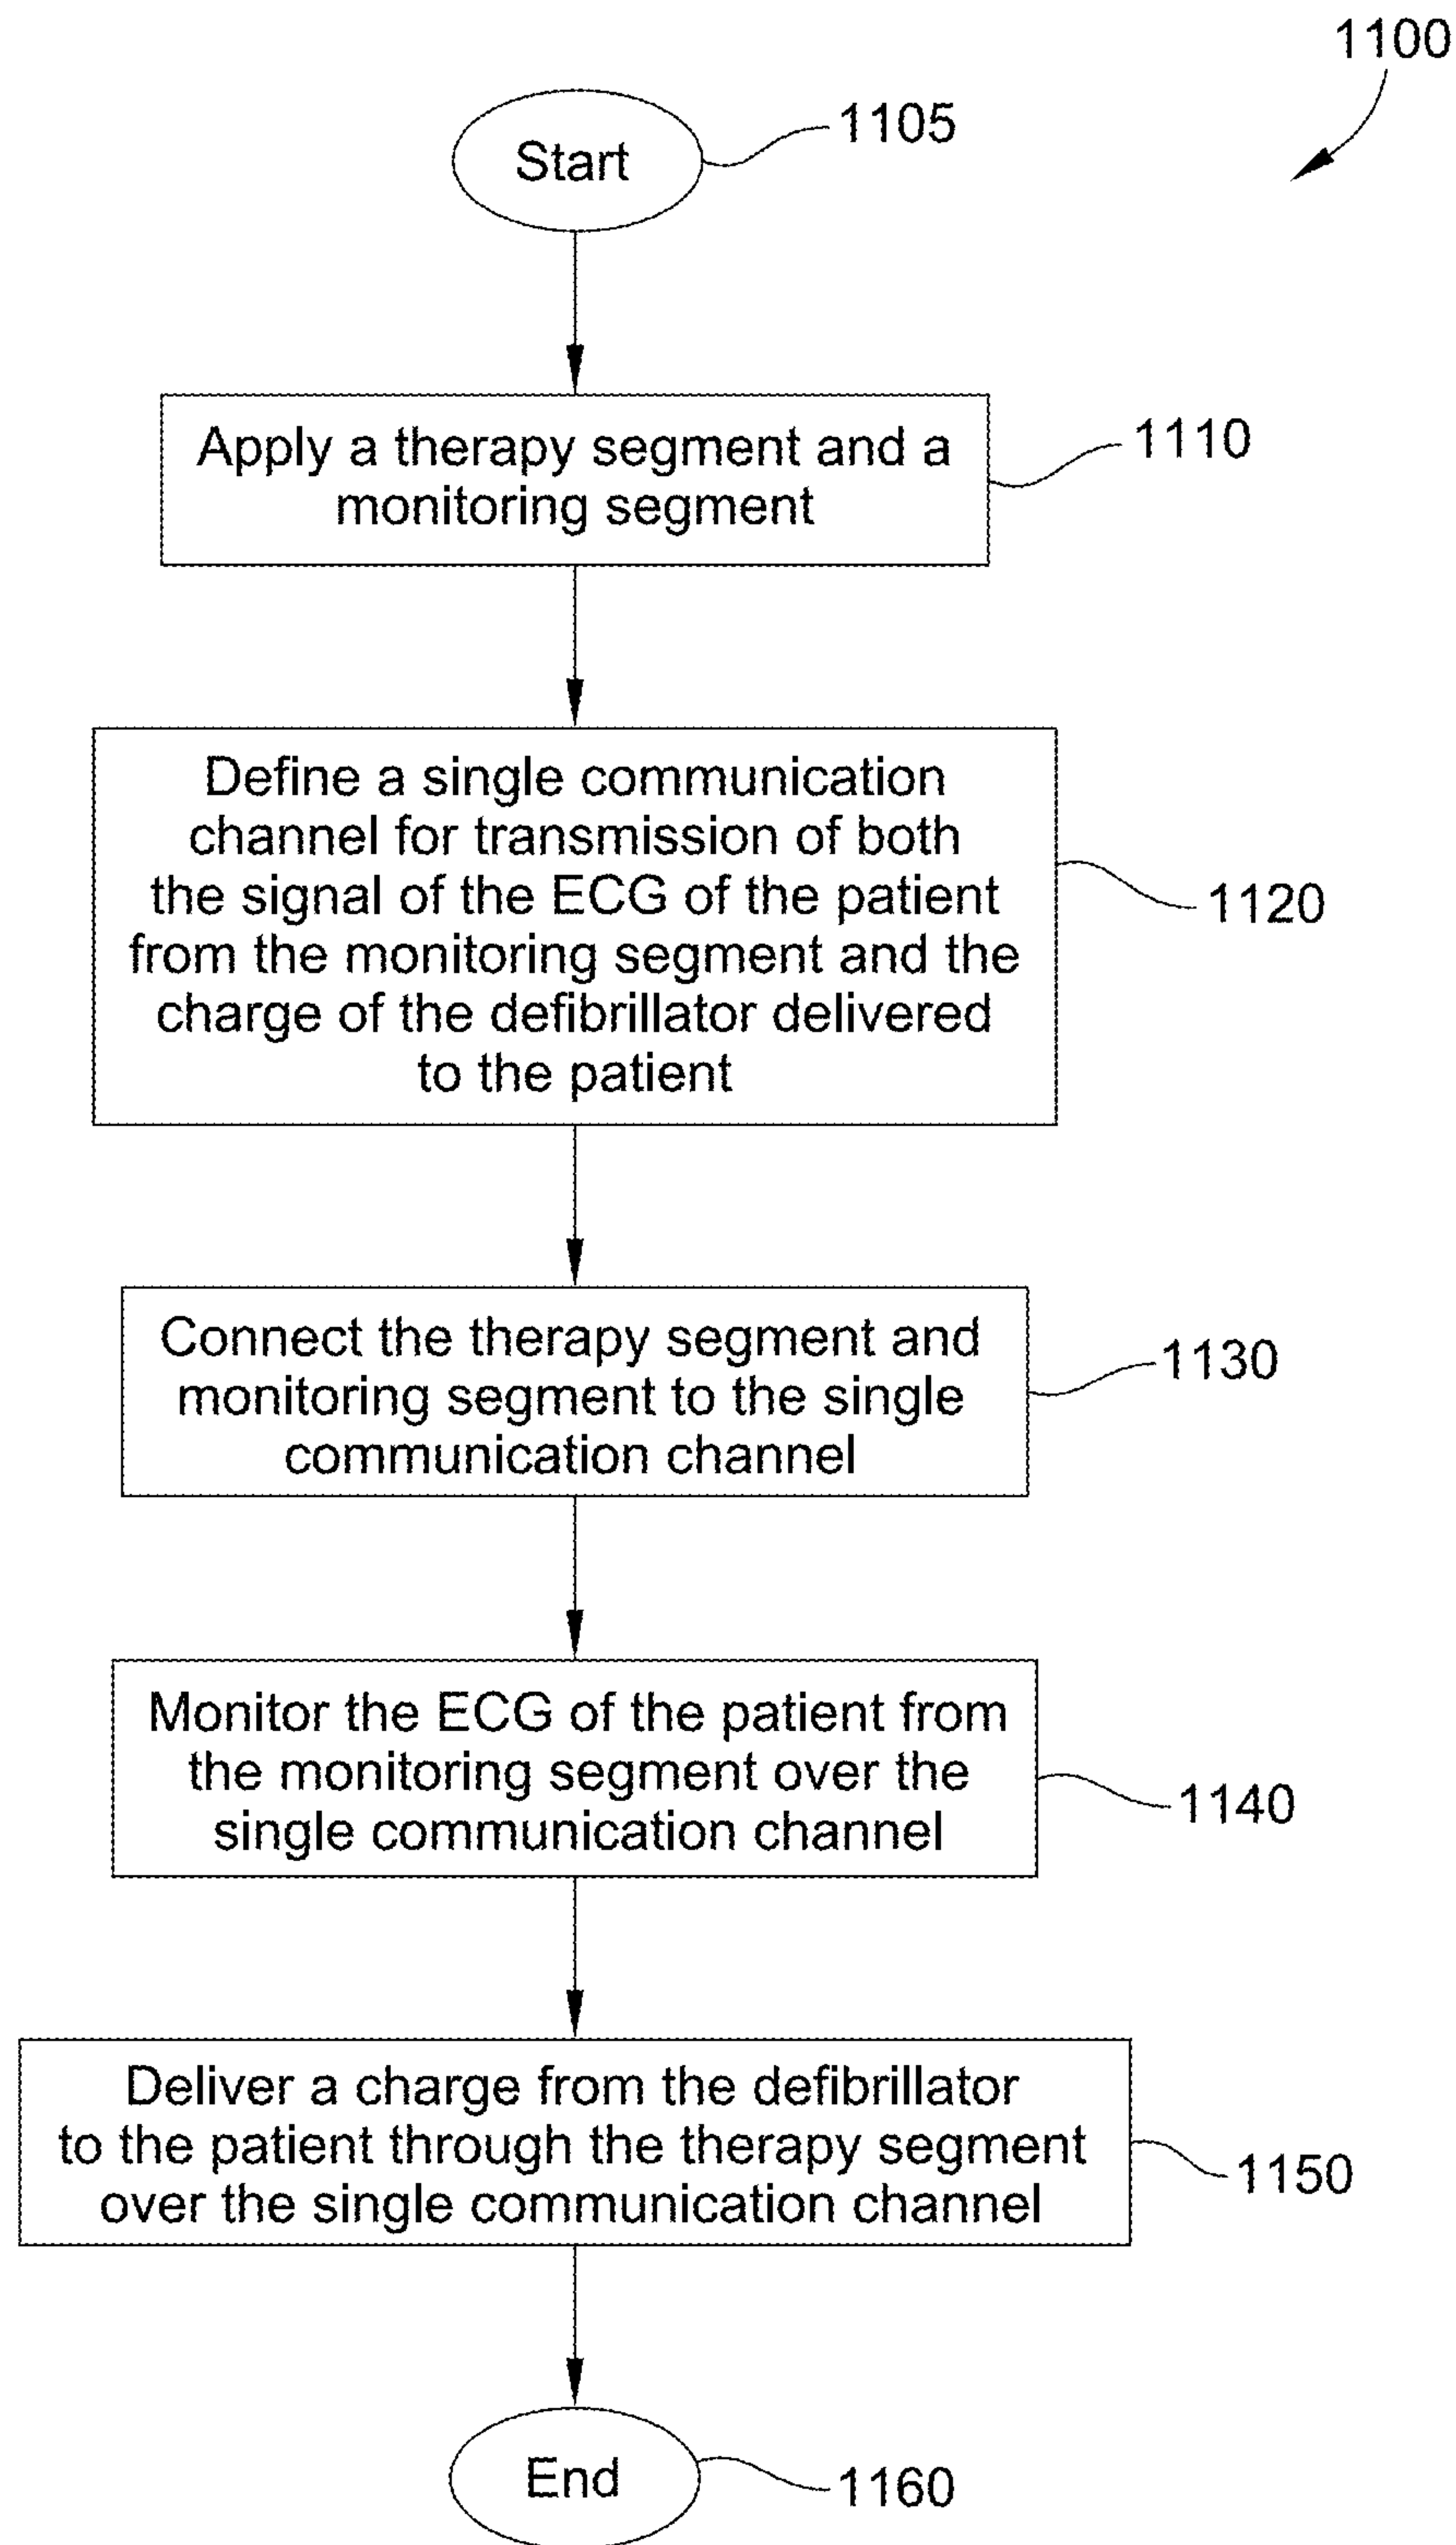 1100
Start
1105
Apply a therapy segment and a
monitoring segment
1110
Define a single communication
channel for transmission of both
the signal of the ECG of the patient
from the monitoring segment and the
charge of the defibrillator delivered
to the patient
1120
Connect the therapy segment and
monitoring segment to the single
communication channel
1130
Monitor the ECG of the patient from
the monitoring segment over the
single communication channel
1140
Deliver a charge from the defibrillator
to the patient through the therapy segment
over the single communication channel
1150
End
1160